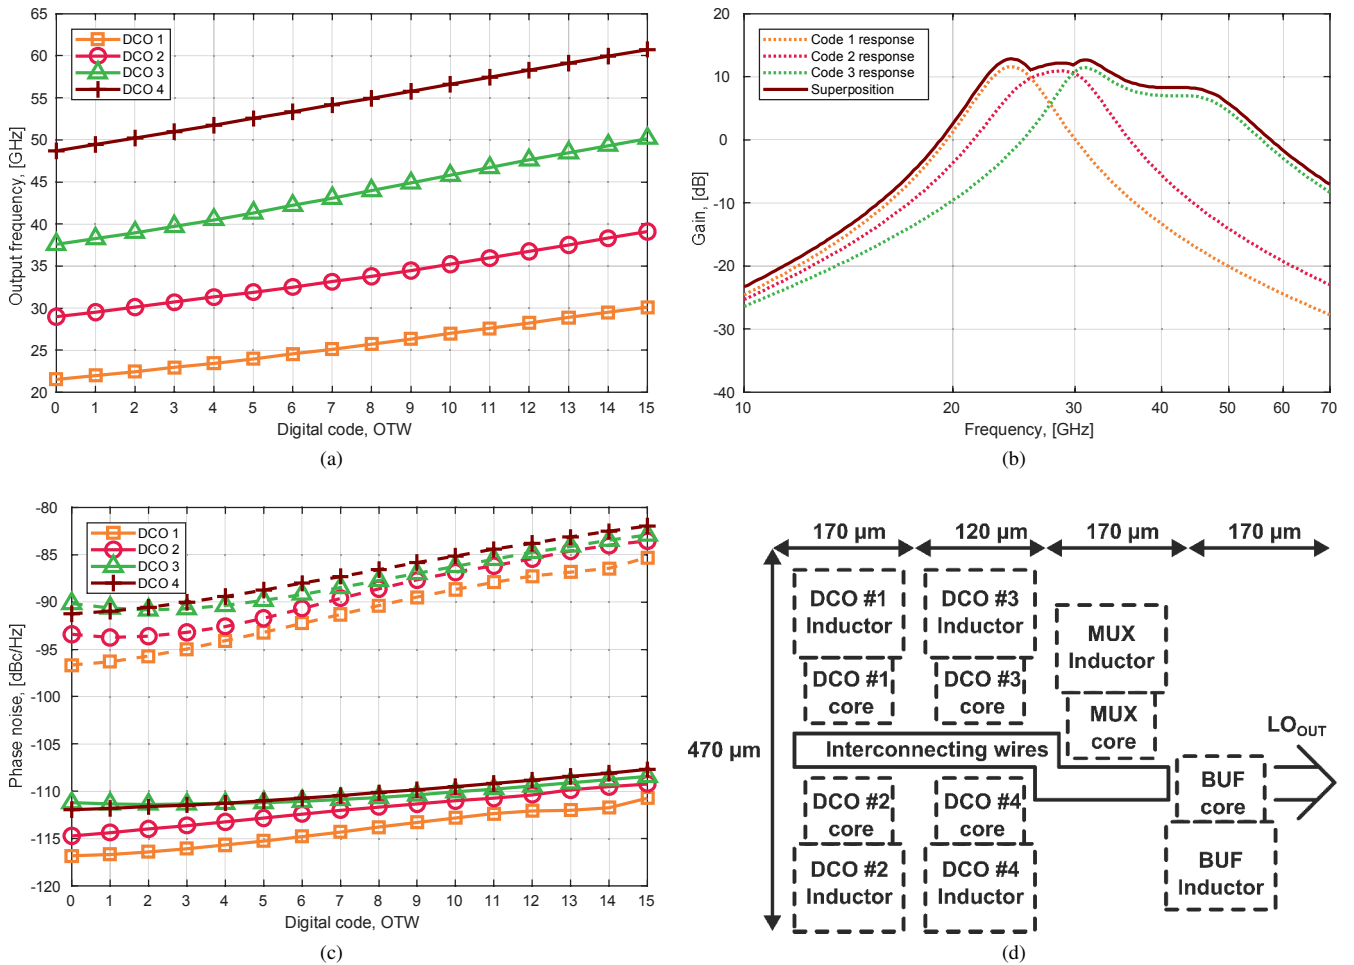 65
60
55
50
45
40
35
30
25
20
Output frequency, [GHz]
DCO 1
DCO 2
DCO 3
DCO 4
0 1 2 3 4 5 6 7 8 9 10 11 12 13 14 15
Digital code, OTW
(a)
20
10
0
-10
-20
-30
-40
Gain, [dB]
Code 1 response
Code 2 response
Code 3 response
Superposition
10 20 30 40 50 60 70
Frequency, [GHz]
(b)
-80
-85
-90
-95
-100
-105
-110
-115
-120
Phase noise, [dBc/Hz]
DCO 1
DCO 2
DCO 3
DCO 4
0 1 2 3 4 5 6 7 8 9 10 11 12 13 14 15
Digital code, OTW
(c)
170 µm 120 µm 170 µm 170 µm
470 µm
DCO #1
Inductor
DCO #3
Inductor
MUX
Inductor
DCO #1
core
DCO #3
core
MUX
core
Interconnecting wires
LOOUT
BUF
core
DCO #2
core
DCO #4
core
DCO #2
Inductor
DCO #4
Inductor
BUF
Inductor
(d)